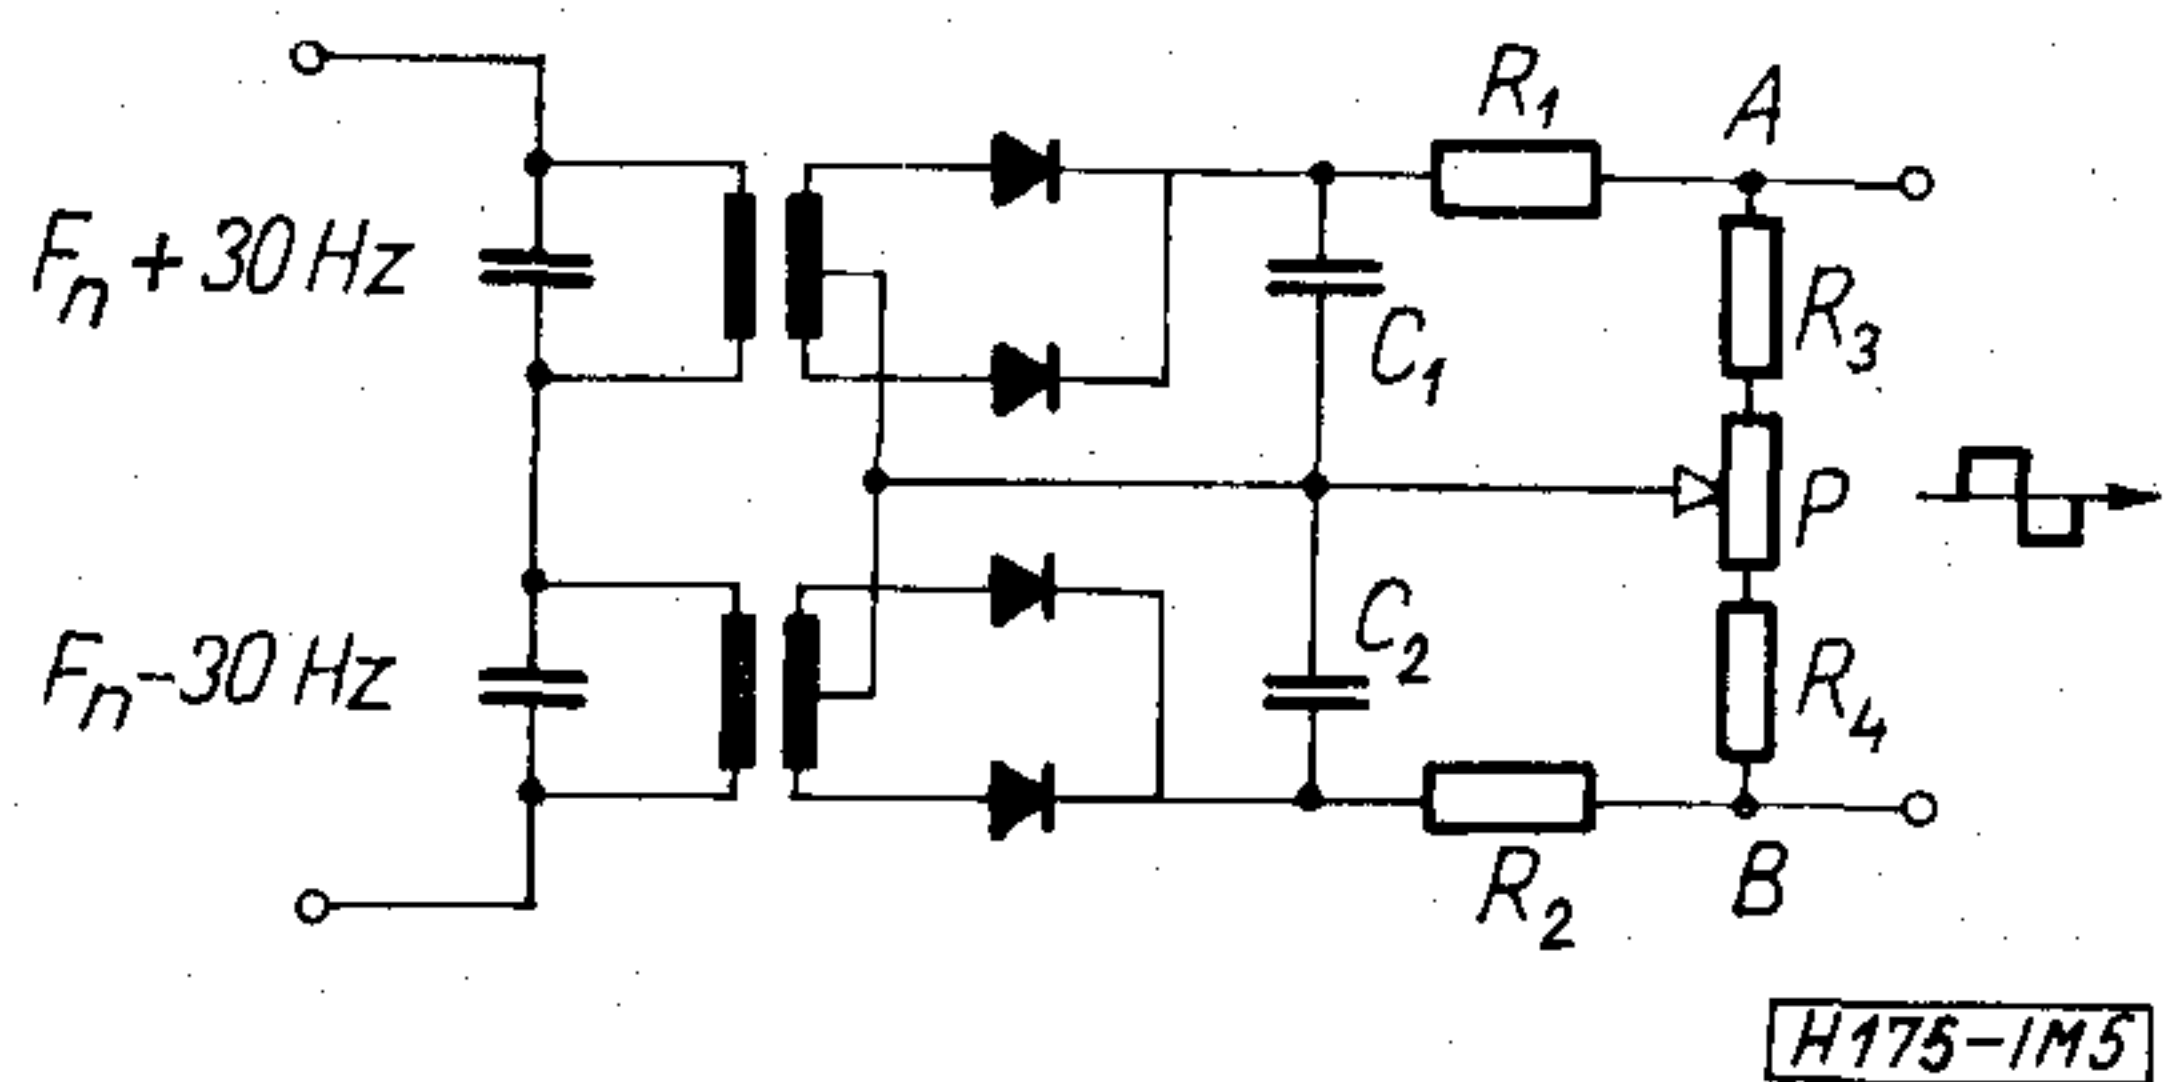 R1
A
Fn + 30 Hz
C1
R3
P
Fn - 30 Hz
C2
R4
R2
B
H175-IM5